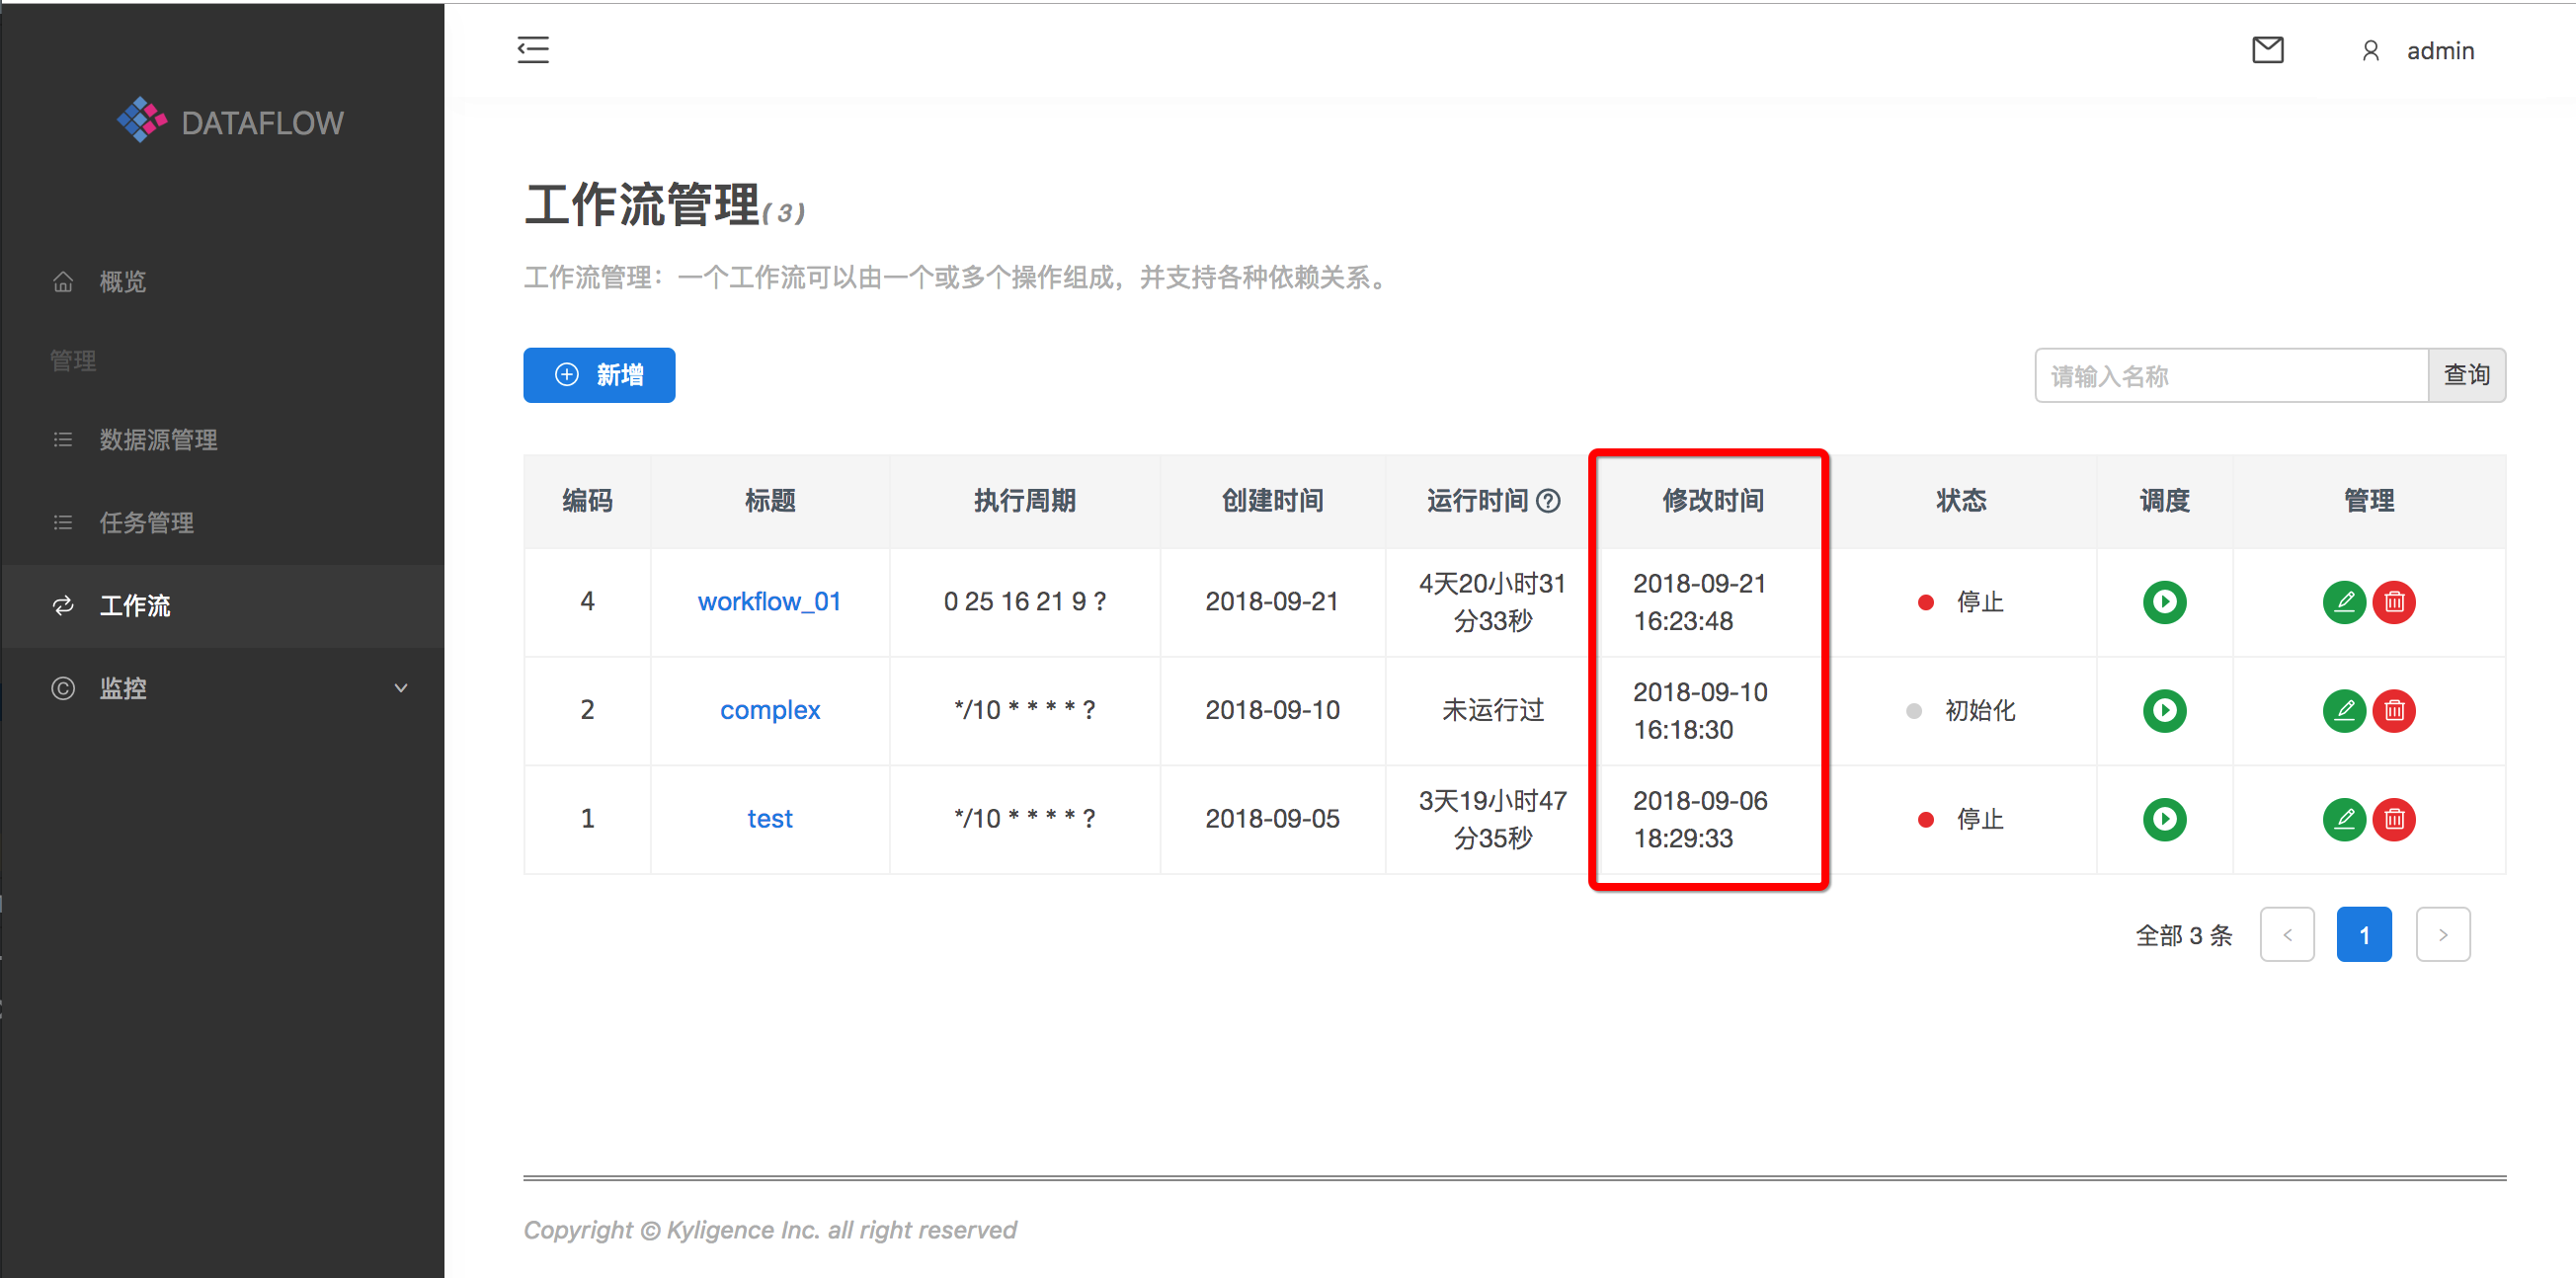 admin
DATAFLOW
概览
管理
数据源管理
任务管理
工作流
监控
工作流管理(3)
工作流管理：一个工作流可以由一个或多个操作组成，并支持各种依赖关系。
新增
请输入名称 查询
编码 标题 执行周期 创建时间 运行时间 修改时间 状态 调度 管理
4 workflow_01 0 25 16 21 9 ? 2018-09-21 4天20小时31分33秒 2018-09-21 16:23:48 停止
2 complex */10 * * * * ? 2018-09-10 未运行过 2018-09-10 16:18:30 初始化
1 test */10 * * * * ? 2018-09-05 3天19小时47分35秒 2018-09-06 18:29:33 停止
全部 3 条 < 1 >
Copyright © Kyligence Inc. all right reserved